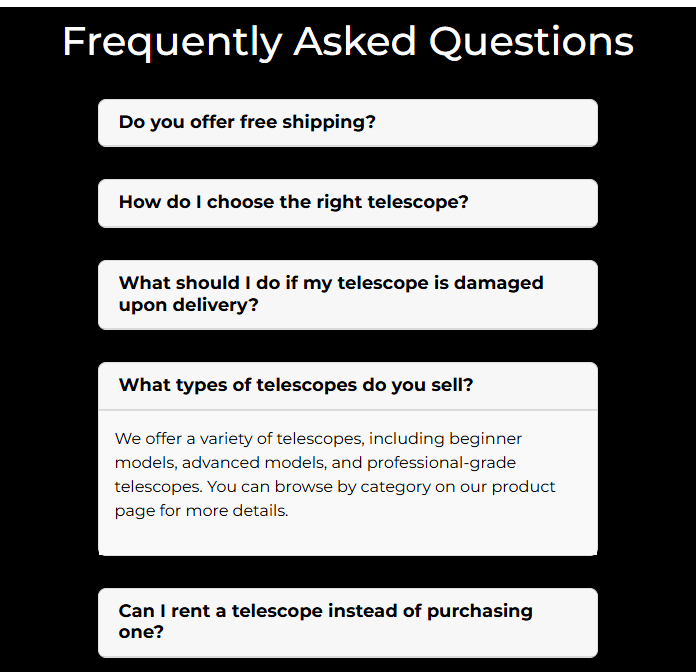 Frequently Asked Questions
Do you offer free shipping?
How do I choose the right telescope?
What should I do if my telescope is damaged
upon delivery?
What types of telescopes do you sell?
We offer a variety of telescopes, including beginner
models, advanced models, and professional-grade
telescopes. You can browse by category on our product
page for more details.
Can I rent a telescope instead of purchasing
one?